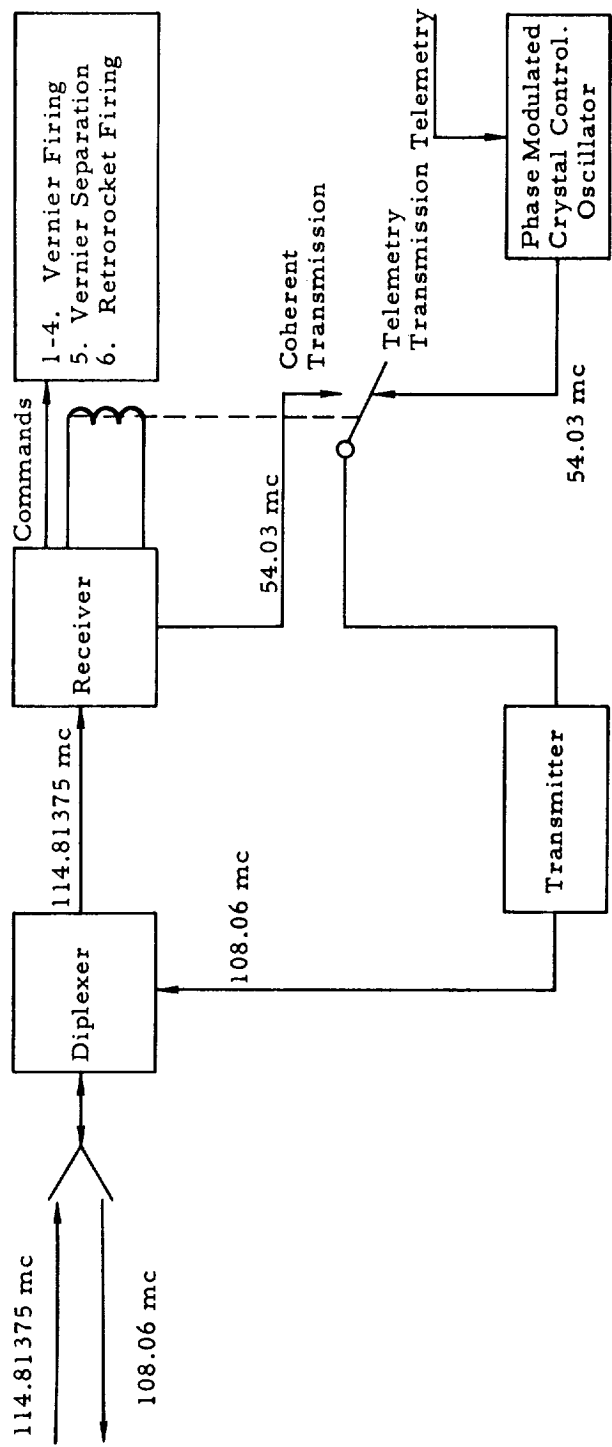 114.81375 mc
108.06 mc
Diplexer
114.81375 mc
Receiver
Commands
1-4. Vernier Firing
5. Vernier Separation
6. Retrorocket Firing
108.06 mc
54.03 mc
Coherent
Transmission
Telemetry
Transmission
Telemetry
Transmitter
54.03 mc
Phase Modulated
Crystal Control.
Oscillator